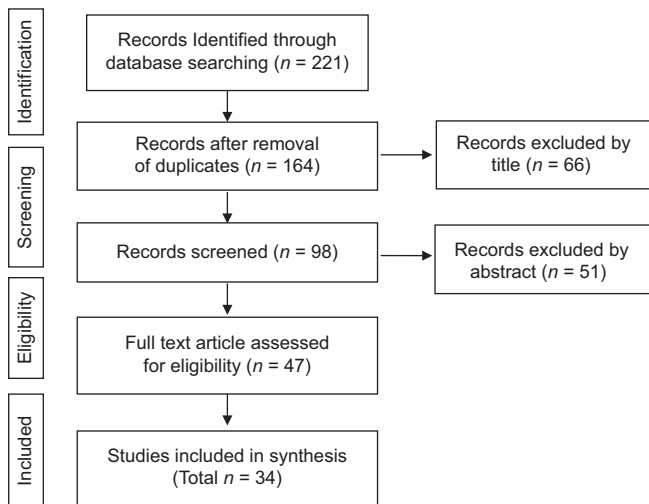 Identification
Records Identified through
database searching (n = 221)
Records after removal
of duplicates (n = 164)
Records excluded by
title (n = 66)
Screening
Records screened (n = 98)
Records excluded by
abstract (n = 51)
Eligibility
Full text article assessed
for eligibility (n = 47)
Included
Studies included in synthesis
(Total n = 34)